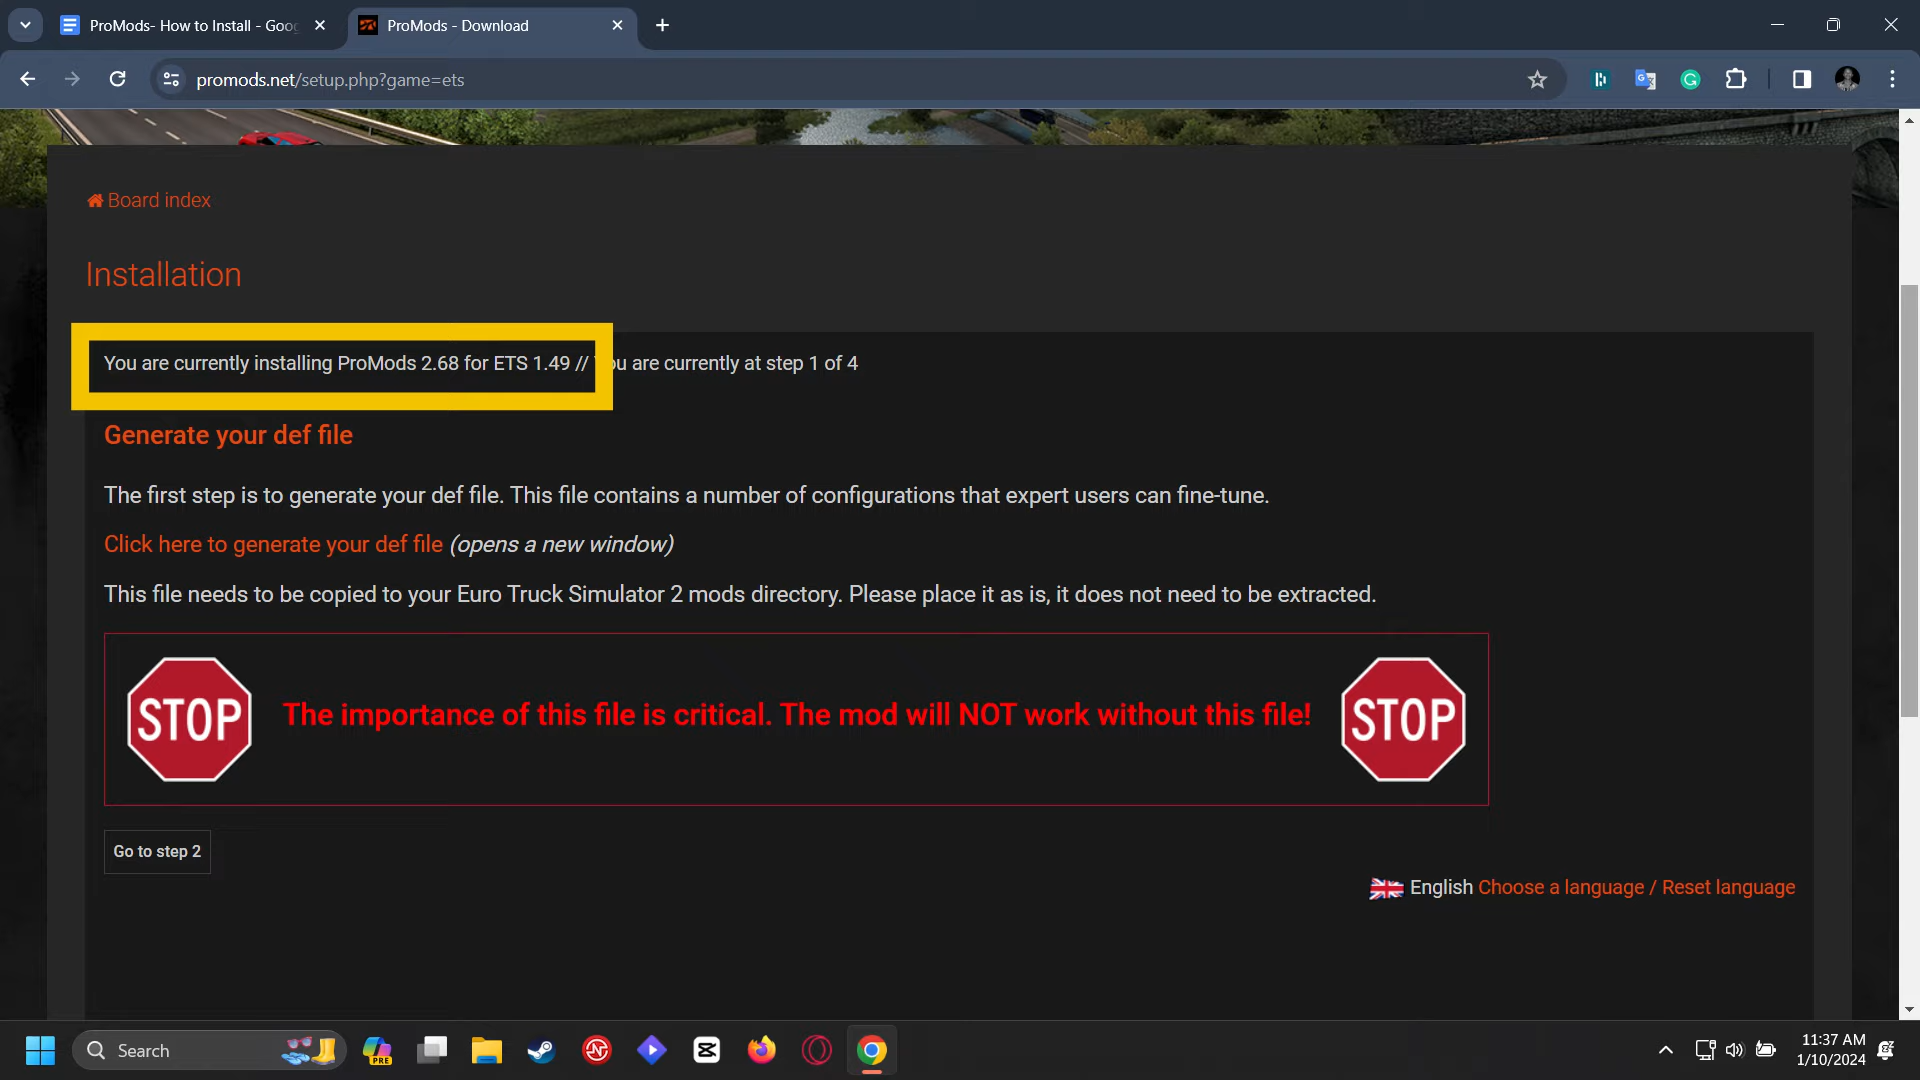 ProMods- How to Install - Goo
ProMods - Download
promods.net/setup.php?game=ets
Board index
Installation
You are currently installing ProMods 2.68 for ETS 1.49 // You are currently at step 1 of 4
Generate your def file
The first step is to generate your def file. This file contains a number of configurations that expert users can fine-tune.
Click here to generate your def file (opens a new window)
This file needs to be copied to your Euro Truck Simulator 2 mods directory. Please place it as is, it does not need to be extracted.
STOP The importance of this file is critical. The mod will NOT work without this file! STOP
Go to step 2
English Choose a language / Reset language
Search
PRE
11:37 AM
1/10/2024